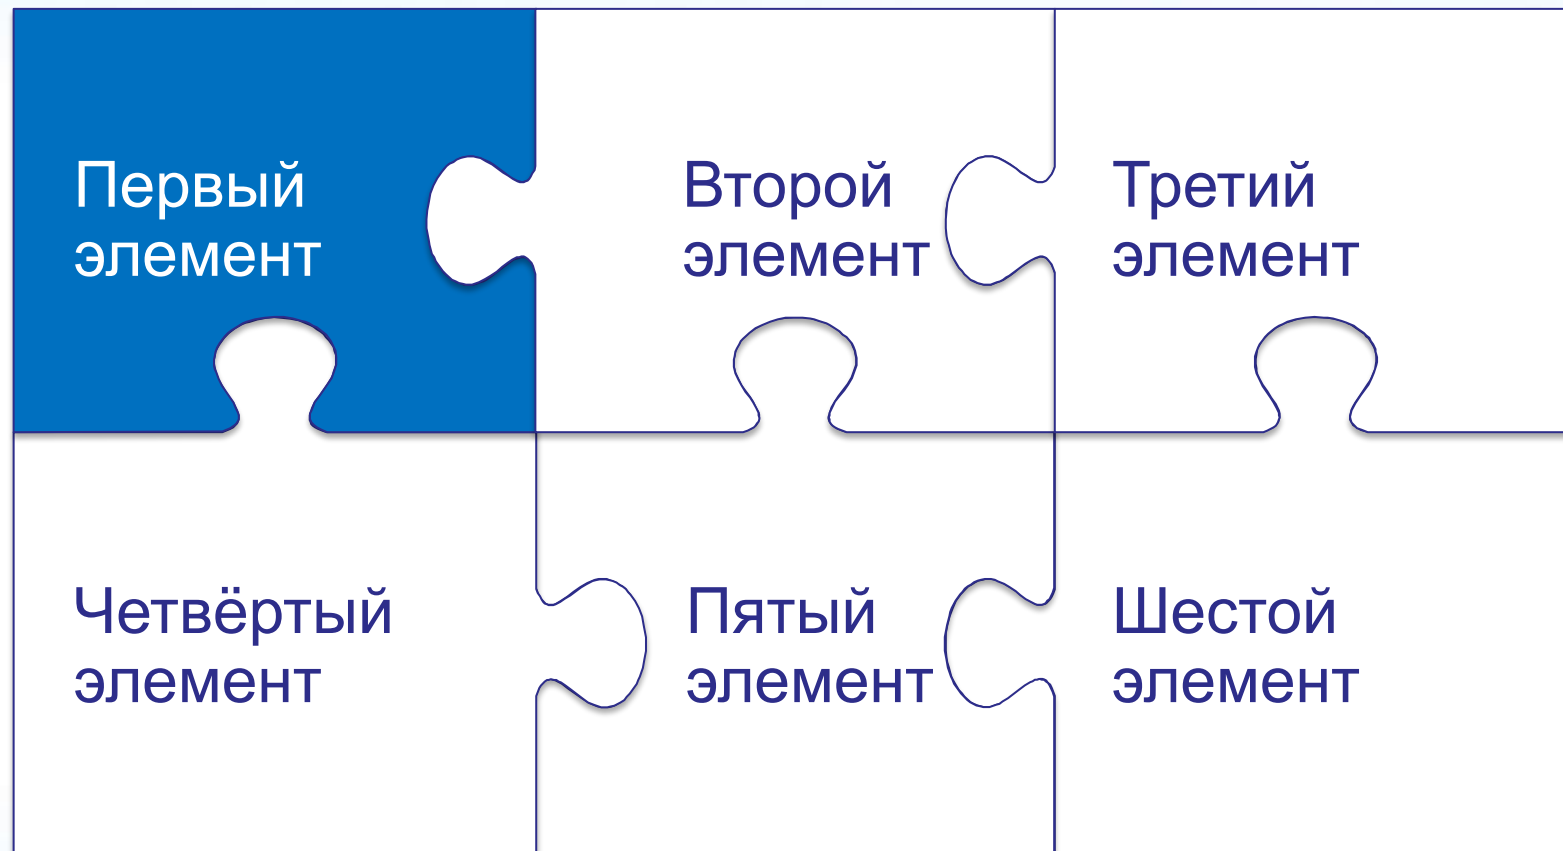 Первый
элемент
Второй
элемент
Третий
элемент
Четвёртый
элемент
Пятый
элемент
Шестой
элемент